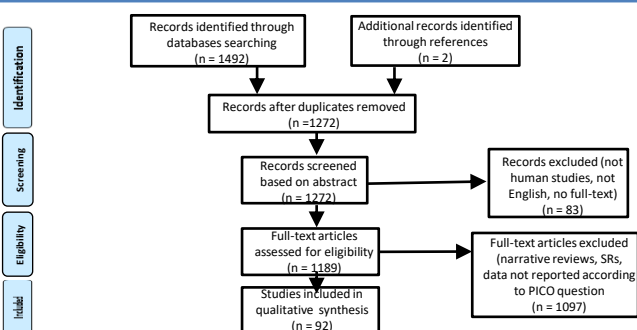 Identification
Records identified through
databases searching
(n = 1492)
Additional records identified
through references
(n = 2)
Records after duplicates removed
(n =1272)
Screening
Records screened
based on abstract
(n = 1272)
Records excluded (not
human studies, not
English, no full-text)
(n = 83)
Eligibility
Full-text articles
assessed for eligibility
(n = 1189)
Full-text articles excluded
(narrative reviews, SRs,
data not reported according
to PICO question
(n = 1097)
Included
Studies included in
qualitative synthesis
(n = 92)